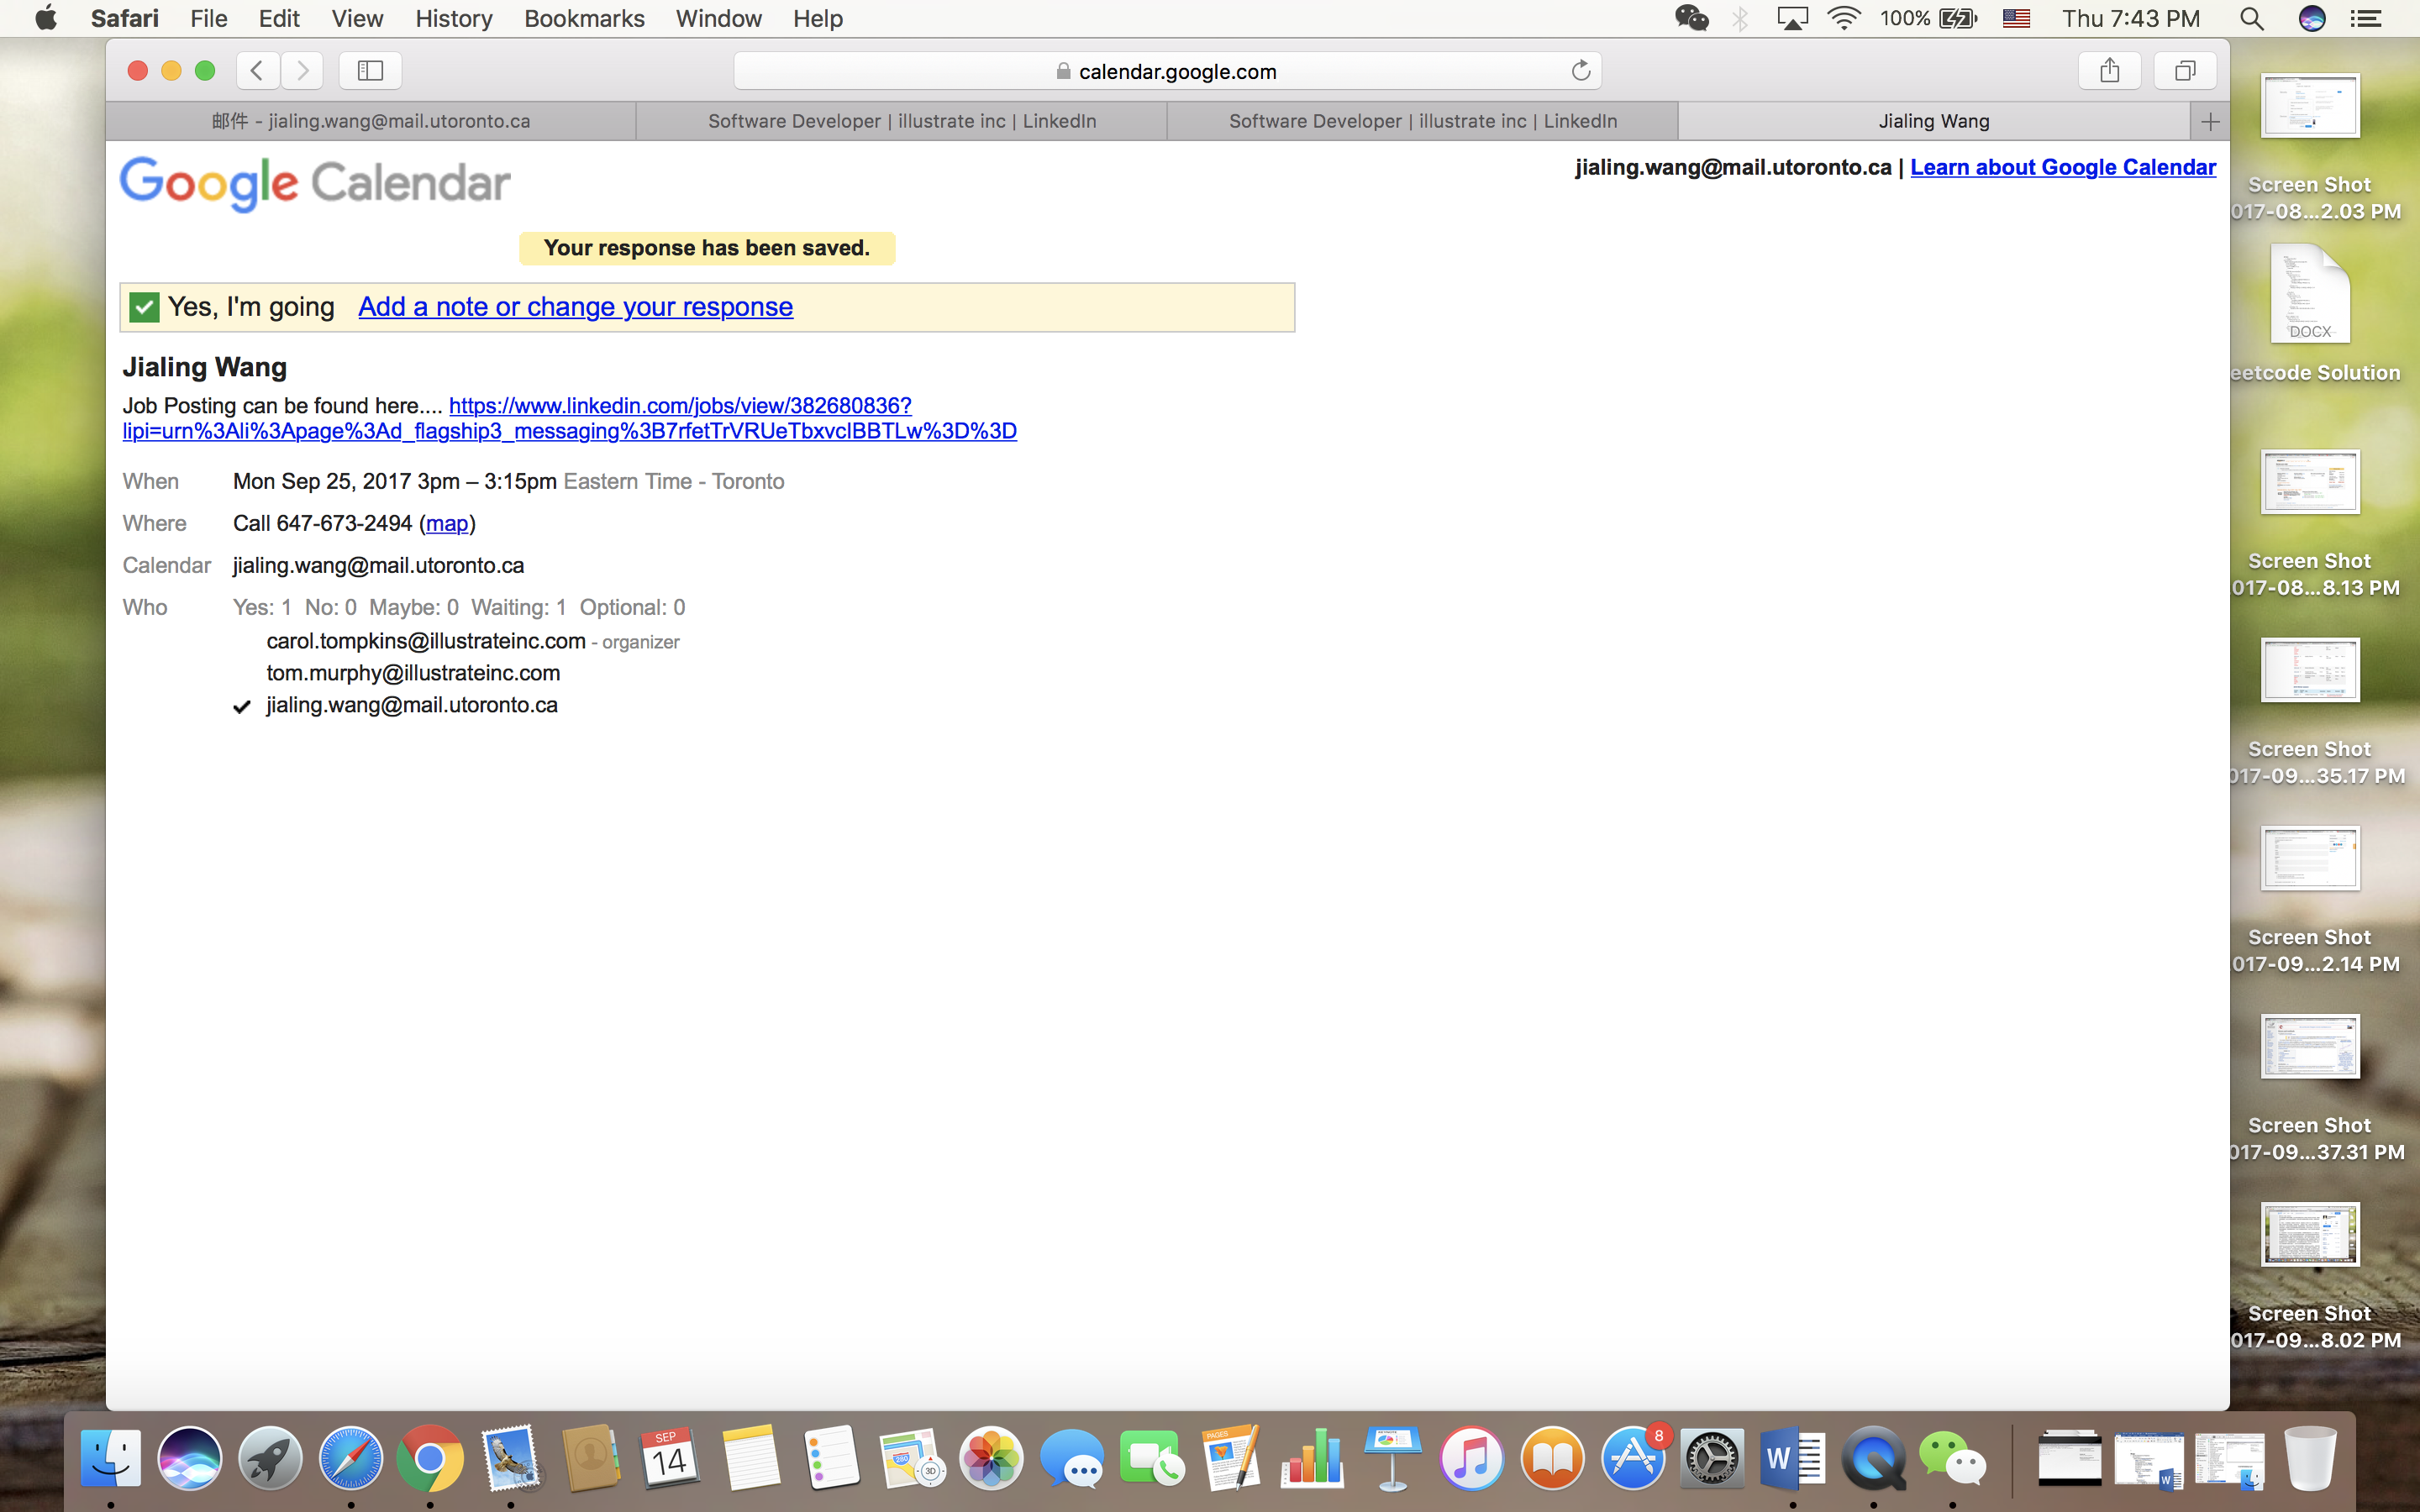 Safari File Edit View History Bookmarks Window Help 100% Thu 7:43 PM
calendar.google.com
邮件 - jialing.wang@mail.utoronto.ca Software Developer | illustrate inc | LinkedIn Software Developer | illustrate inc | LinkedIn Jialing Wang
Google Calendar
jialing.wang@mail.utoronto.ca | Learn about Google Calendar
Your response has been saved.
Yes, I'm going Add a note or change your response
Jialing Wang
Job Posting can be found here.... https://www.linkedin.com/jobs/view/382680836?
lipi=urn%3Ali%3Apage%3Ad_flagship3_messaging%3B7rfetTrVRUeTbxvclBBTLw%3D%3D
When Mon Sep 25, 2017 3pm – 3:15pm Eastern Time - Toronto
Where Call 647-673-2494 (map)
Calendar jialing.wang@mail.utoronto.ca
Who Yes: 1 No: 0 Maybe: 0 Waiting: 1 Optional: 0
carol.tompkins@illustrateinc.com - organizer
tom.murphy@illustrateinc.com
jialing.wang@mail.utoronto.ca
Screen Shot
017-08...2.03 PM
DOCX
eetcode Solution
Screen Shot
017-08...8.13 PM
Screen Shot
017-09...35.17 PM
Screen Shot
017-09...2.14 PM
Screen Shot
017-09...37.31 PM
Screen Shot
017-09...8.02 PM
SEP
14
280
3D
PAGES
8
W
W